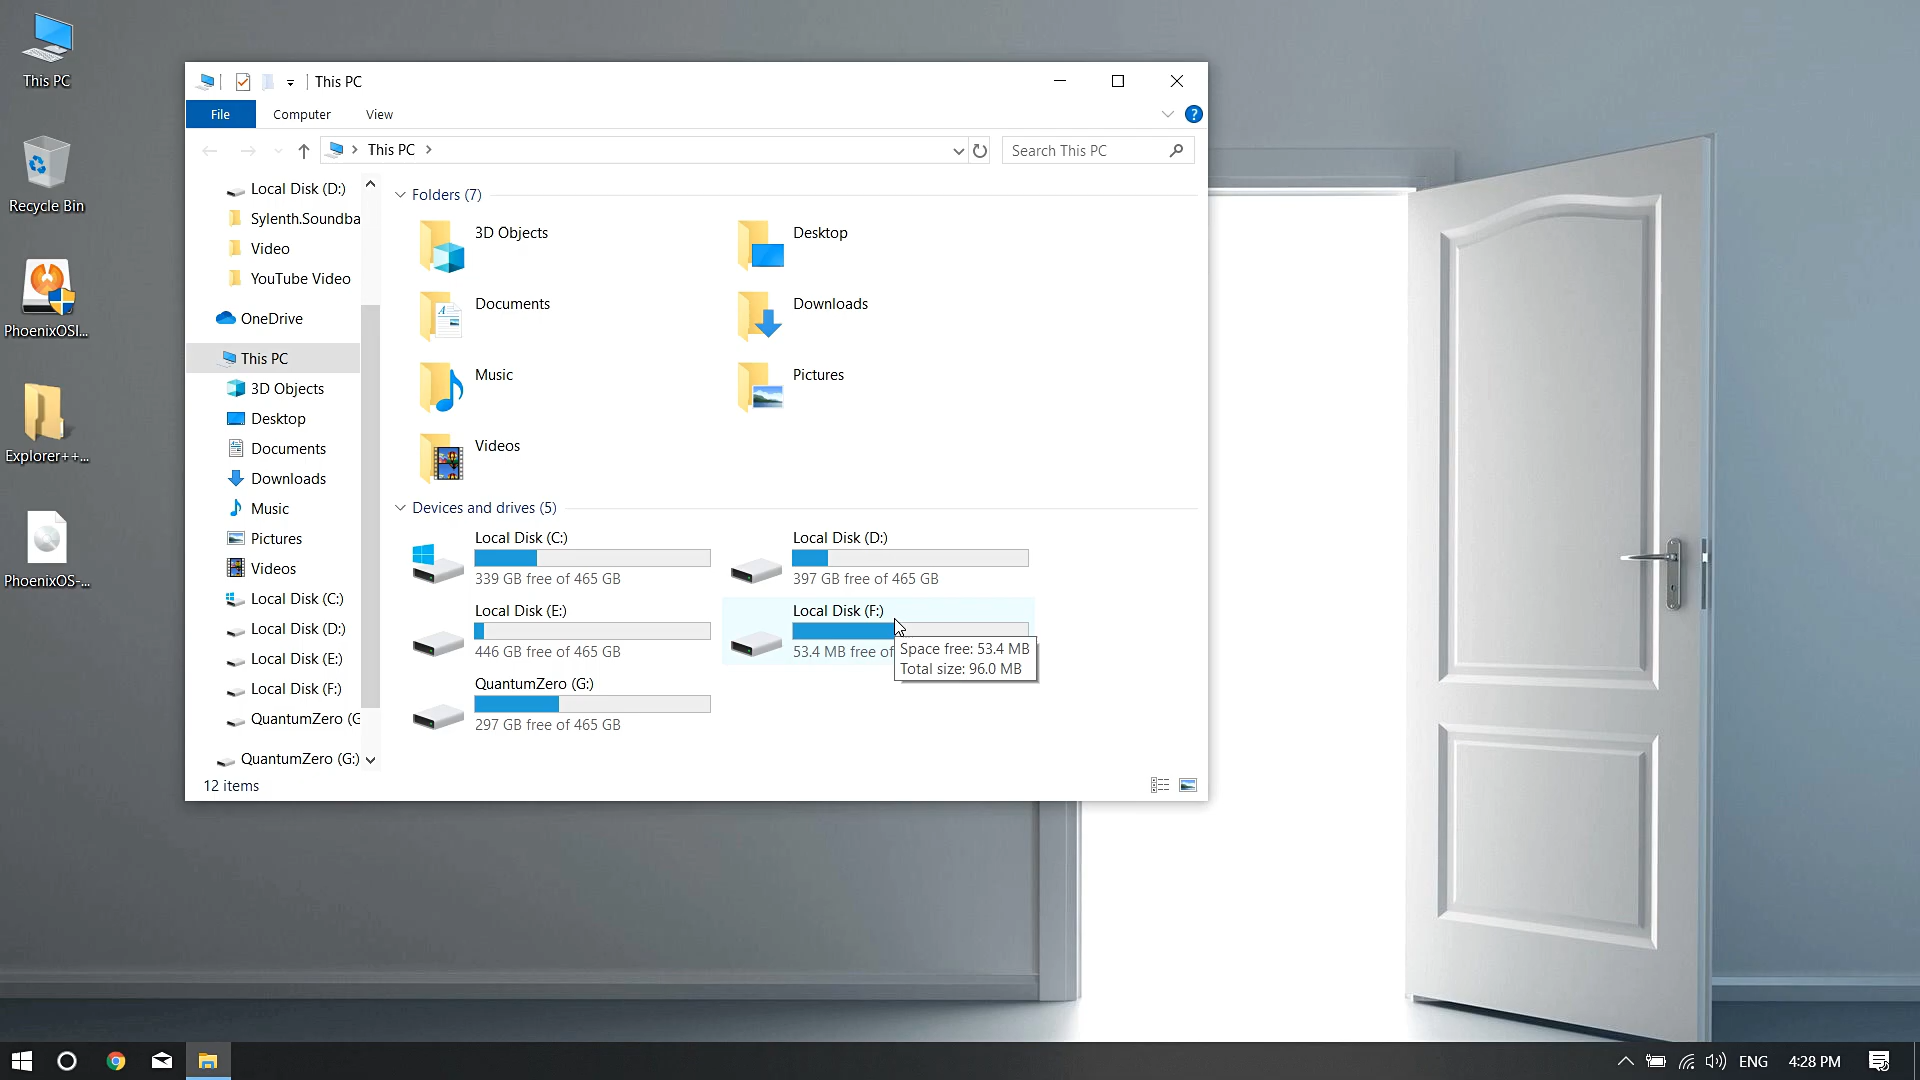 This PC
Recycle Bin
PhoenixOSI...
Explorer++...
PhoenixOS-...
This PC
File
Computer
View
?
This PC
Search This PC
Local Disk (D:)
Sylenth.Soundba
Video
YouTube Video
OneDrive
This PC
3D Objects
Desktop
Documents
Downloads
Music
Pictures
Videos
Local Disk (C:)
Local Disk (D:)
Local Disk (E:)
Local Disk (F:)
QuantumZero (G
QuantumZero (G:)
Folders (7)
3D Objects
Desktop
Documents
Downloads
Music
Pictures
Videos
Devices and drives (5)
Local Disk (C:)
339 GB free of 465 GB
Local Disk (D:)
397 GB free of 465 GB
Local Disk (E:)
446 GB free of 465 GB
Local Disk (F:)
53.4 MB free of
Space free: 53.4 MB
Total size: 96.0 MB
QuantumZero (G:)
297 GB free of 465 GB
12 items
ENG
4:28 PM